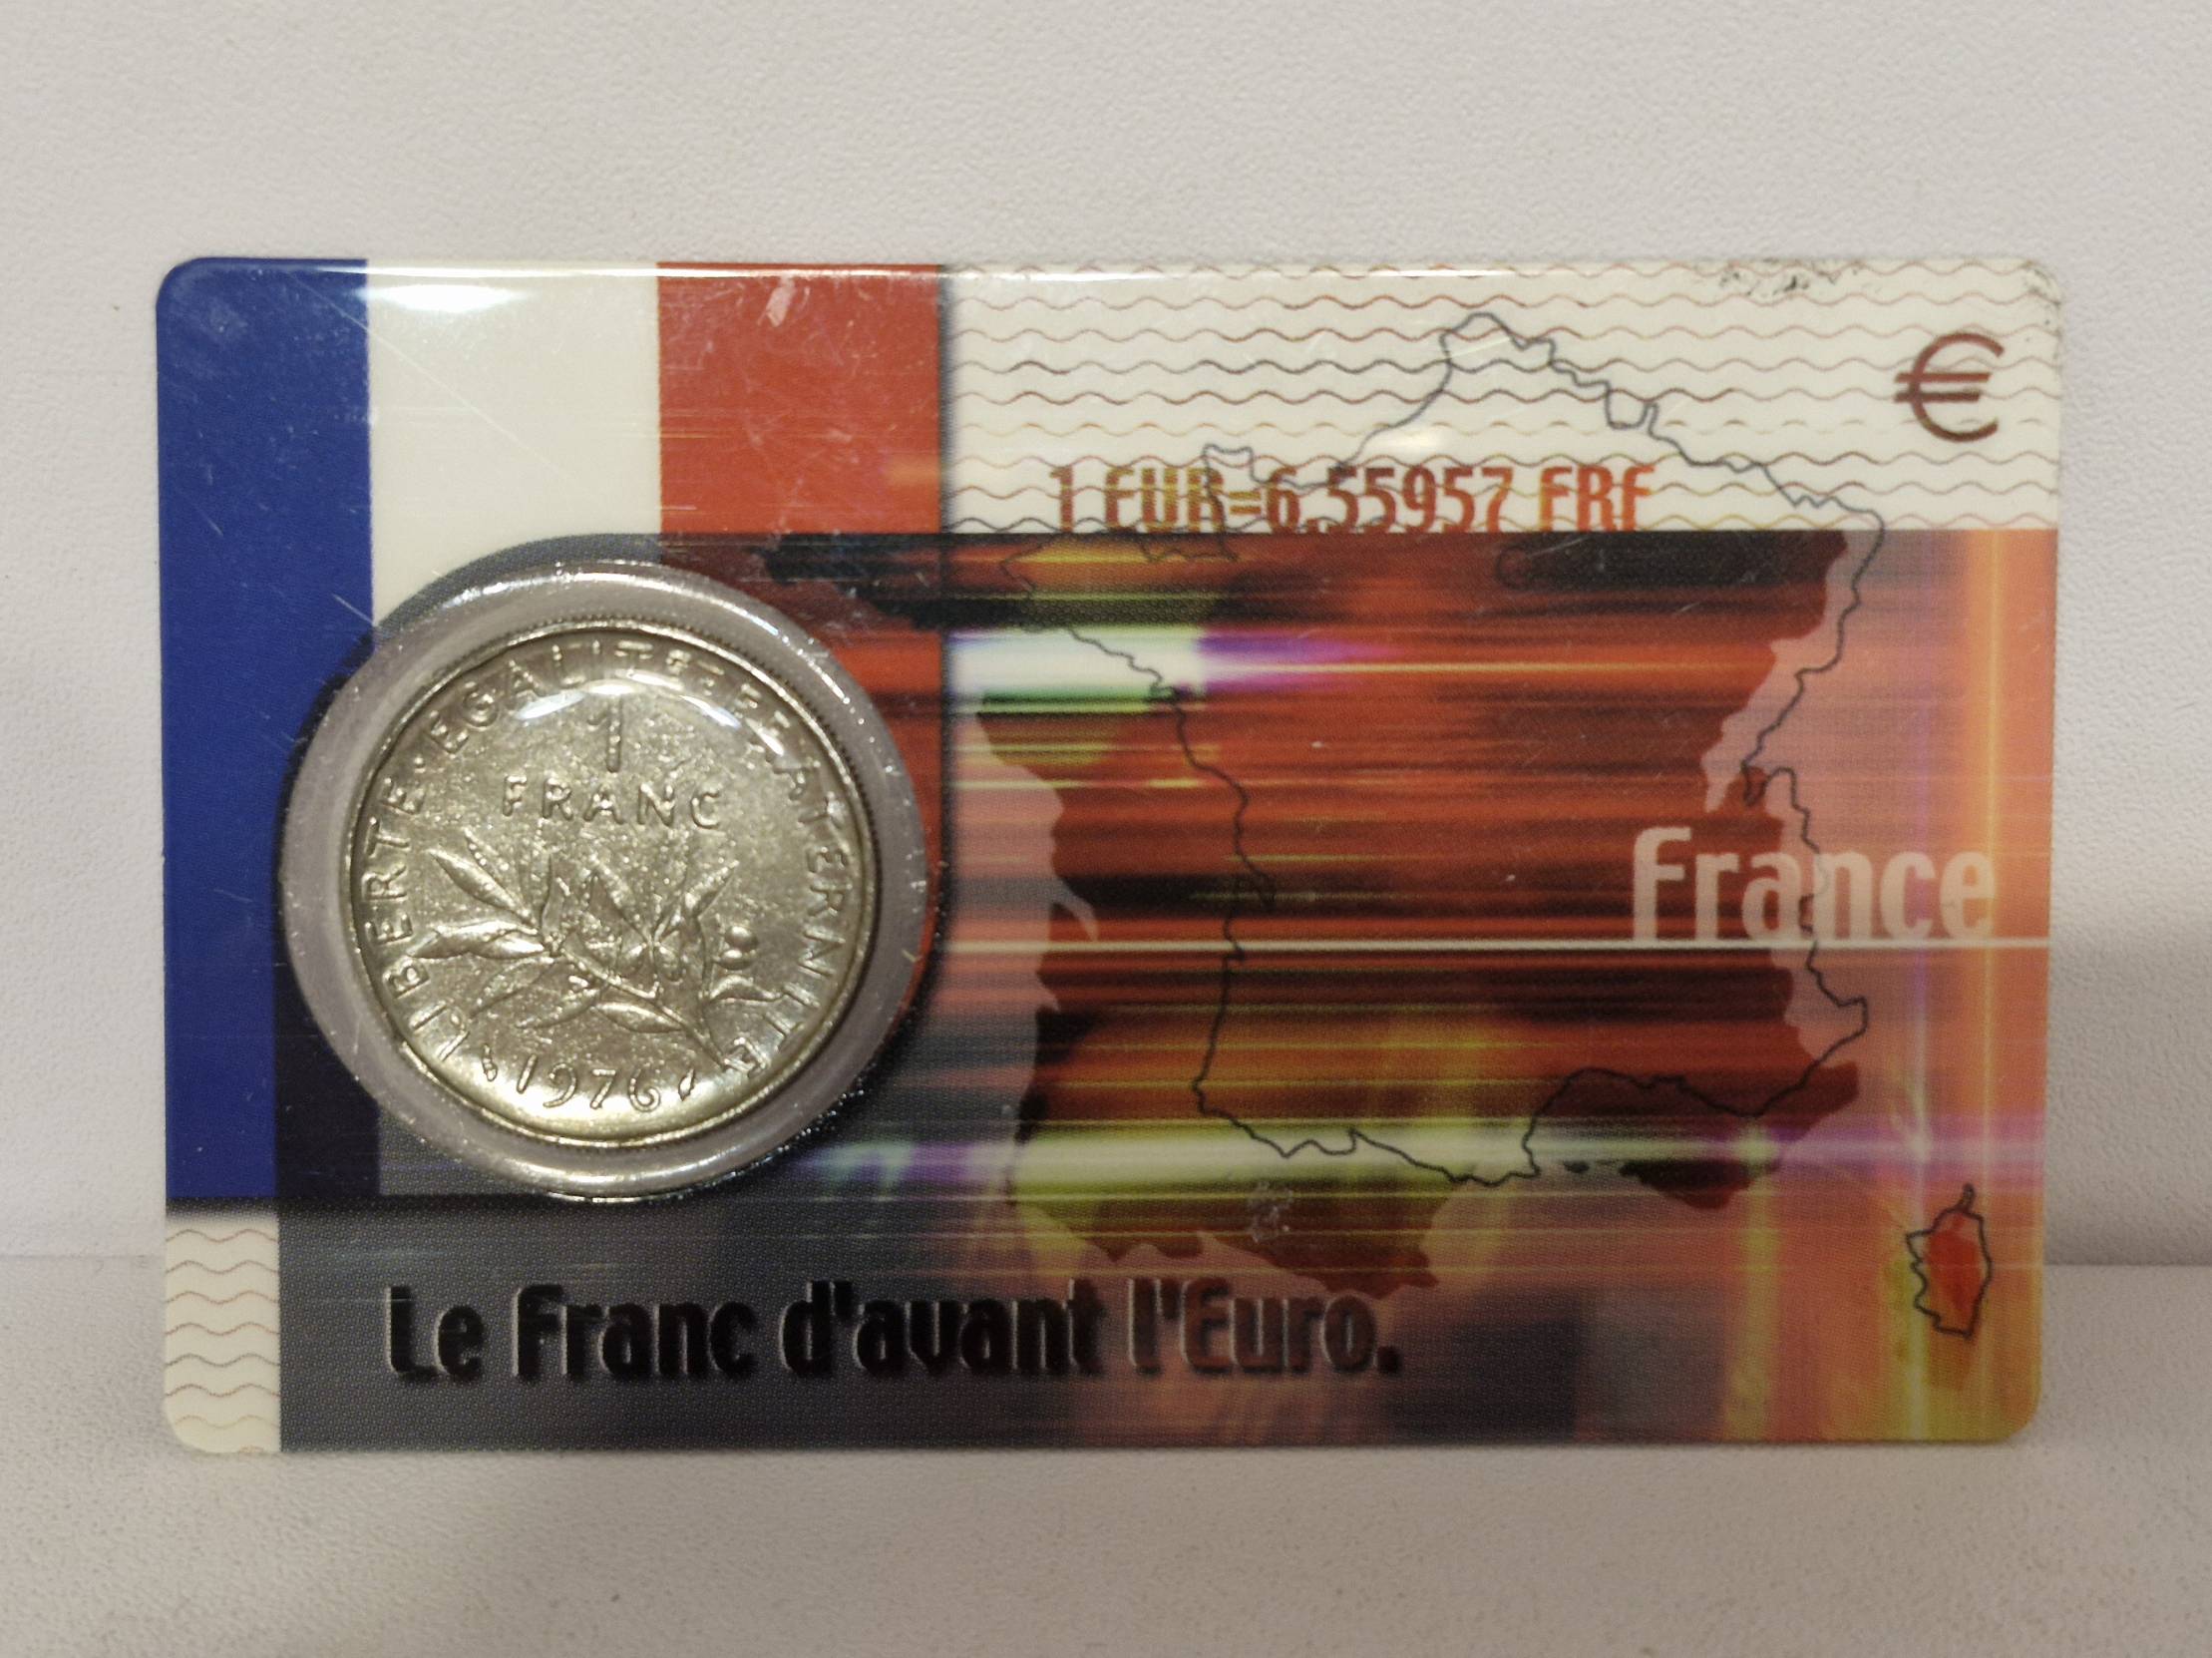 €
1 EUR=6,55957 FRF
LIBERTE·EGALITE·FRATERNITE
1
FRANC
1976
France
Le Franc d'avant l'Euro.